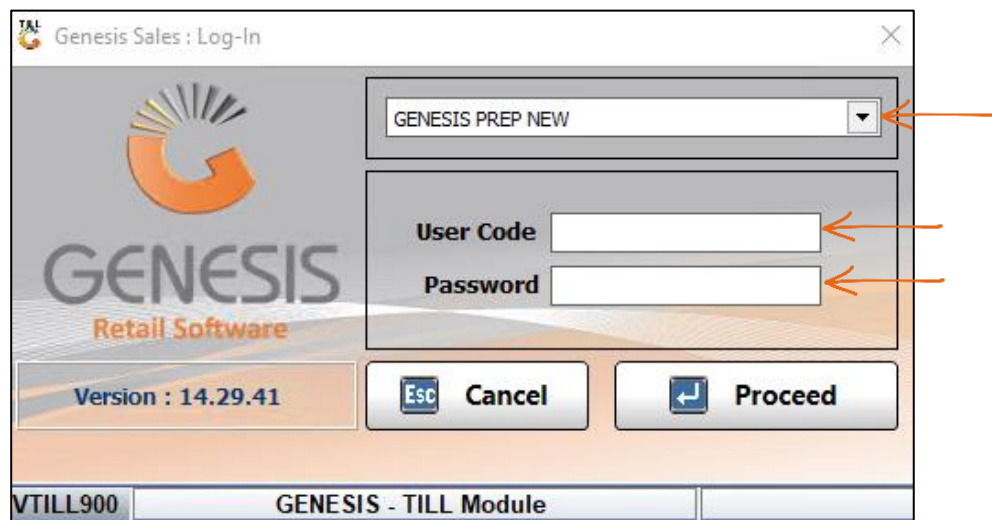 TILL
Genesis Sales : Log-In
GENESIS PREP NEW
User Code
Password
GENESIS
Retail Software
Version : 14.29.41
Esc Cancel
Proceed
VTILL900
GENESIS - TILL Module